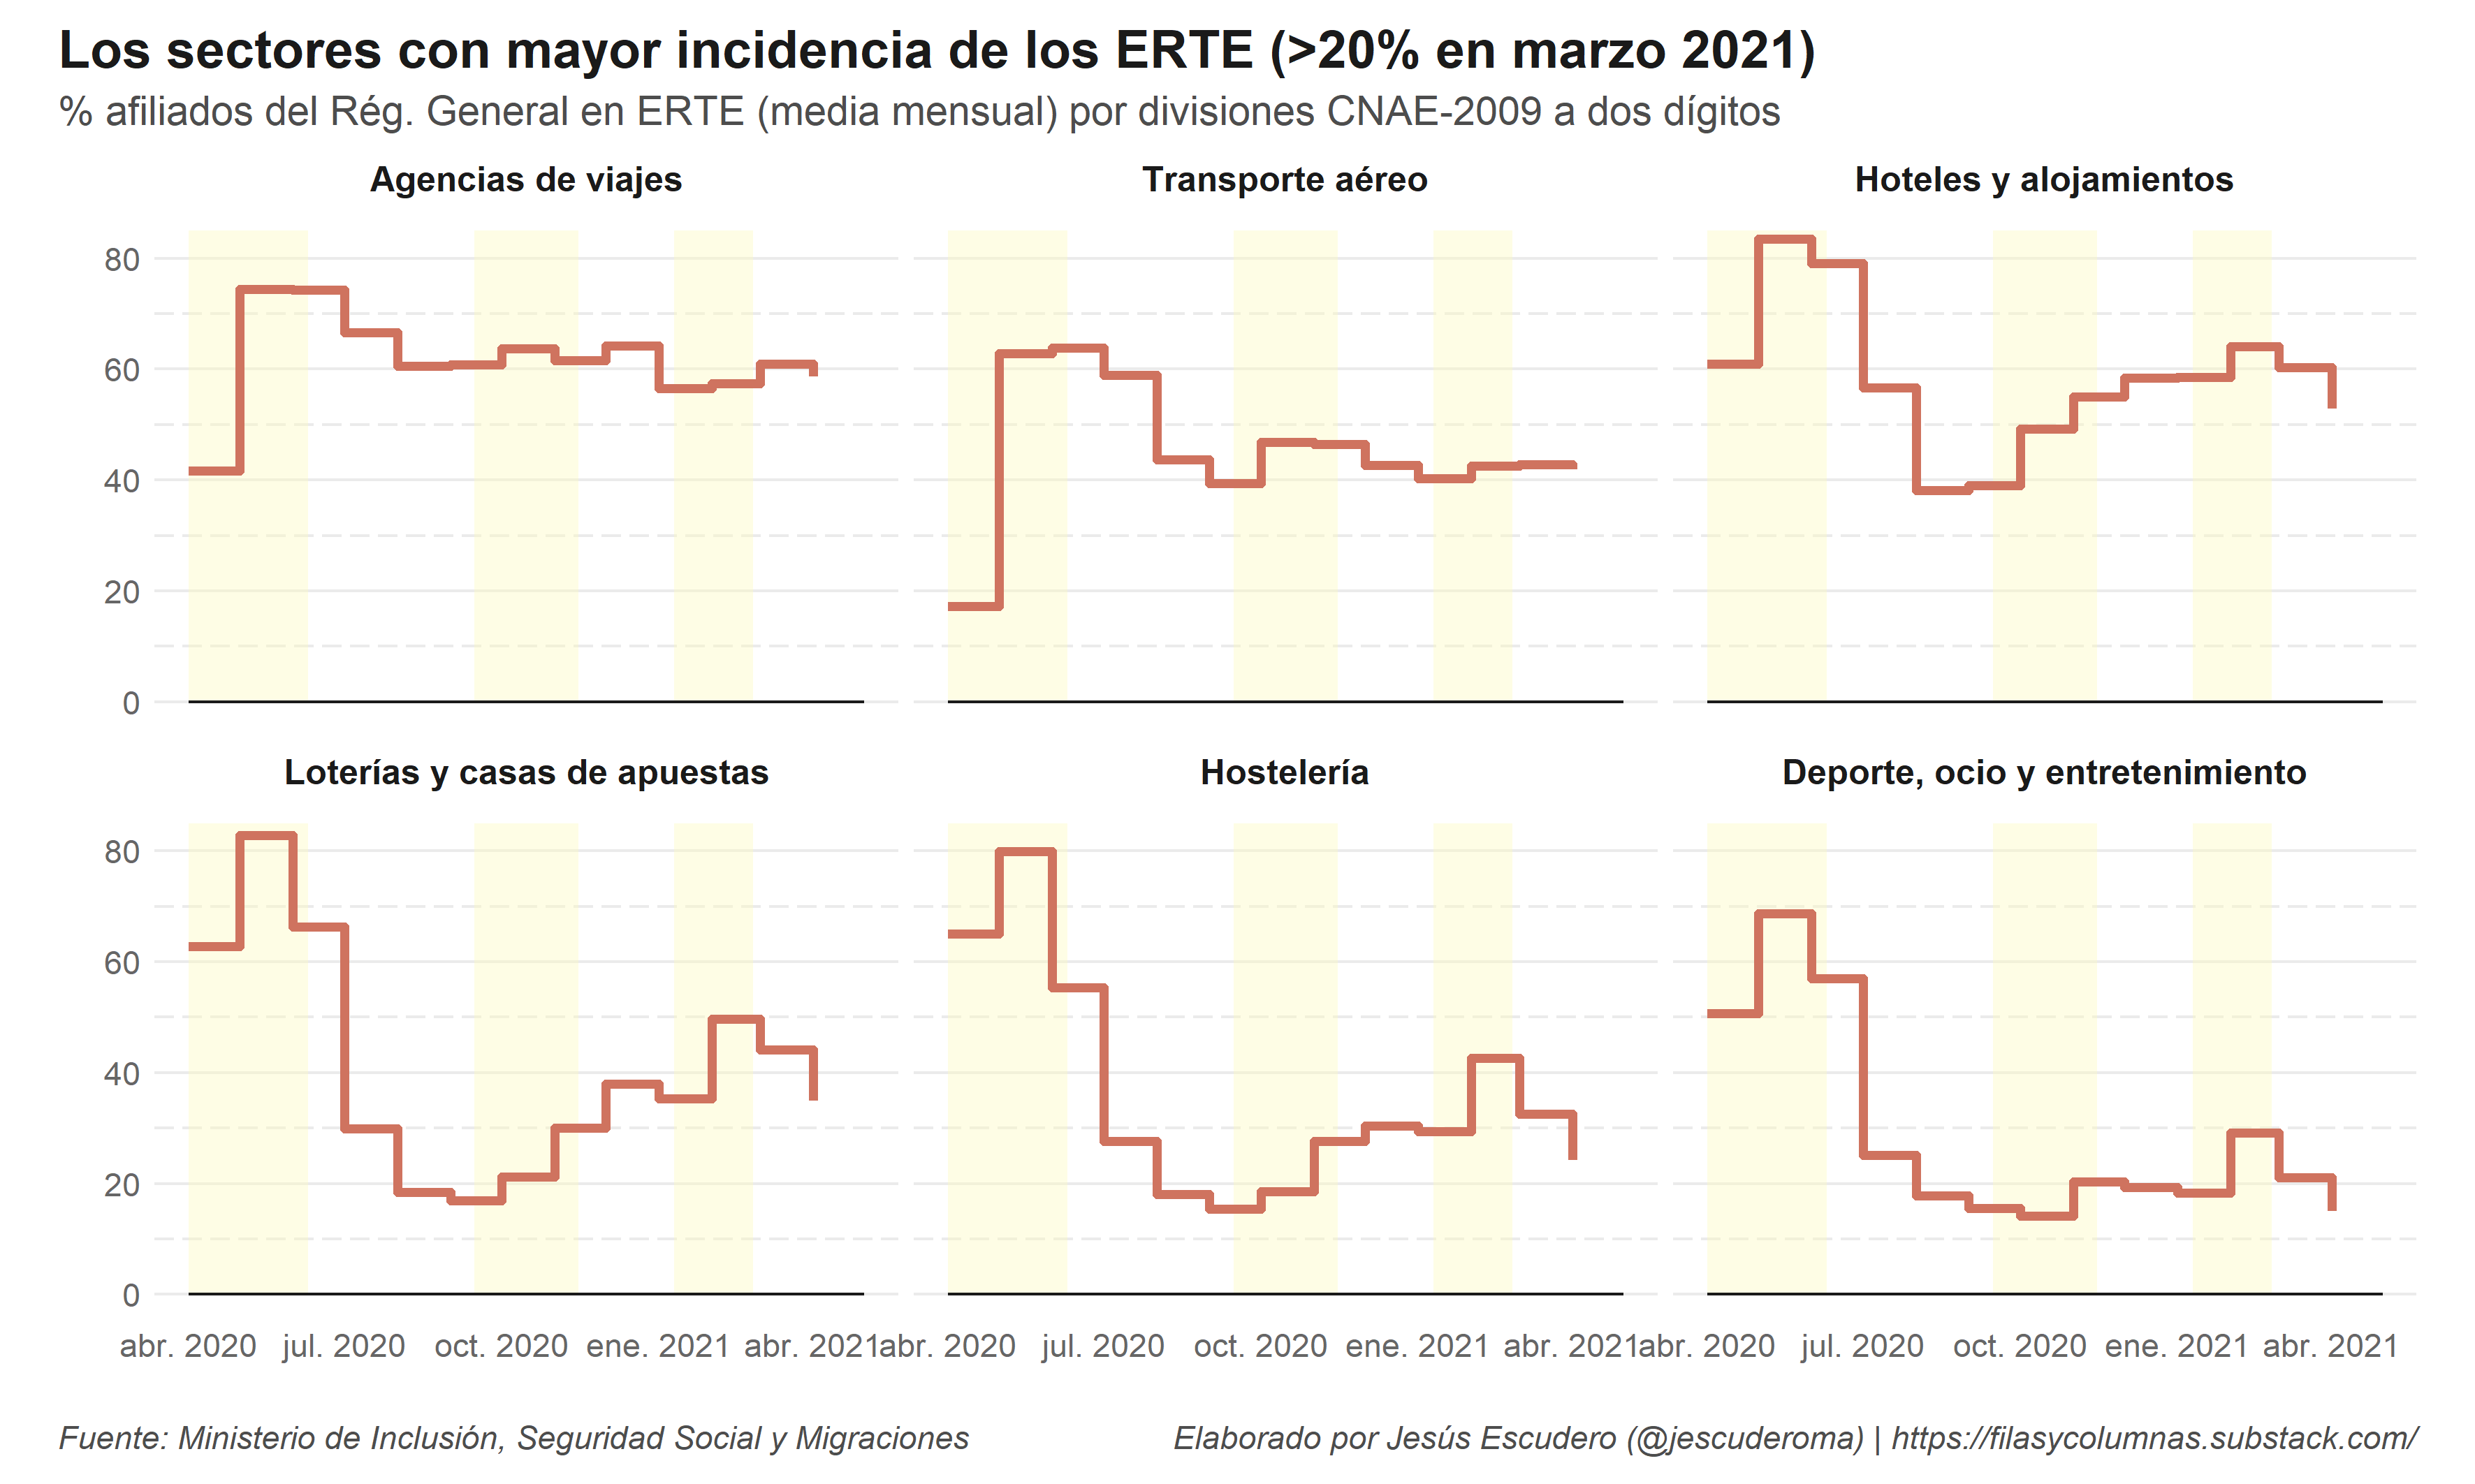 Los sectores con mayor incidencia de los ERTE (>20% en marzo 2021)
% afiliados del Rég. General en ERTE (media mensual) por divisiones CNAE-2009 a dos dígitos
Agencias de viajes Transporte aéreo Hoteles y alojamientos
80
60
40
20
0
Loterías y casas de apuestas Hostelería Deporte, ocio y entretenimiento
80
60
40
20
0
abr. 2020 jul. 2020 oct. 2020 ene. 2021 abr. 2021 abr. 2020 jul. 2020 oct. 2020 ene. 2021 abr. 2021 abr. 2020 jul. 2020 oct. 2020 ene. 2021 abr. 2021
Fuente: Ministerio de Inclusión, Seguridad Social y Migraciones Elaborado por Jesús Escudero (@jescuderoma) | https://filasycolumnas.substack.com/